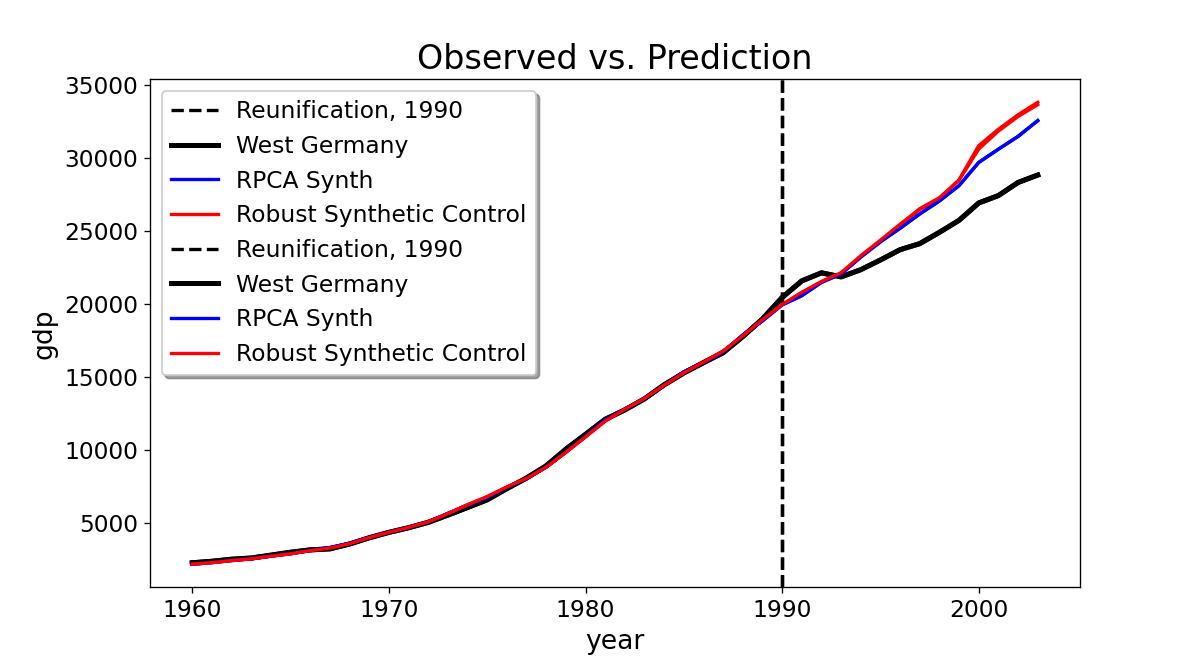 Observed vs. Prediction
35000
30000
25000
20000
15000
10000
5000
gdp
Reunification, 1990
West Germany
RPCA Synth
Robust Synthetic Control
Reunification, 1990
West Germany
RPCA Synth
Robust Synthetic Control
1960 1970 1980 1990 2000
year